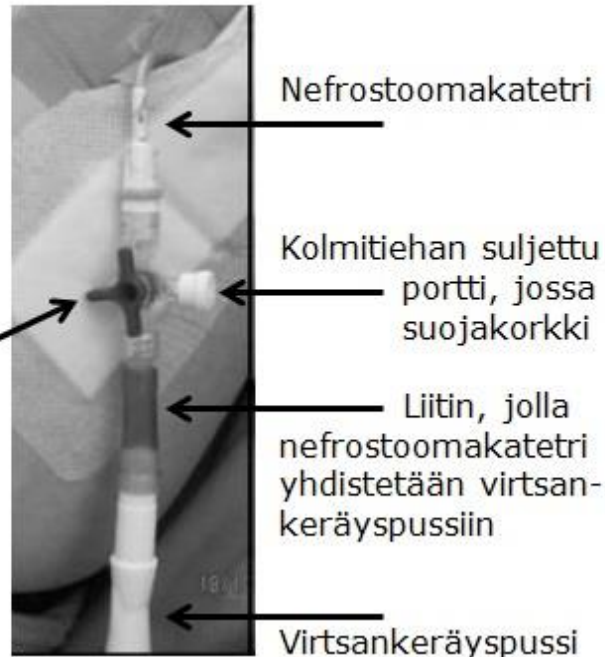 Nefrostoomakatetri
Kolmitiehan suljettu
portti, jossa
suojakorkki
Liitin, jolla
nefrostoomakatetri
yhdistetään virtsan-
keräyspussiin
Virtsankeräyspussi